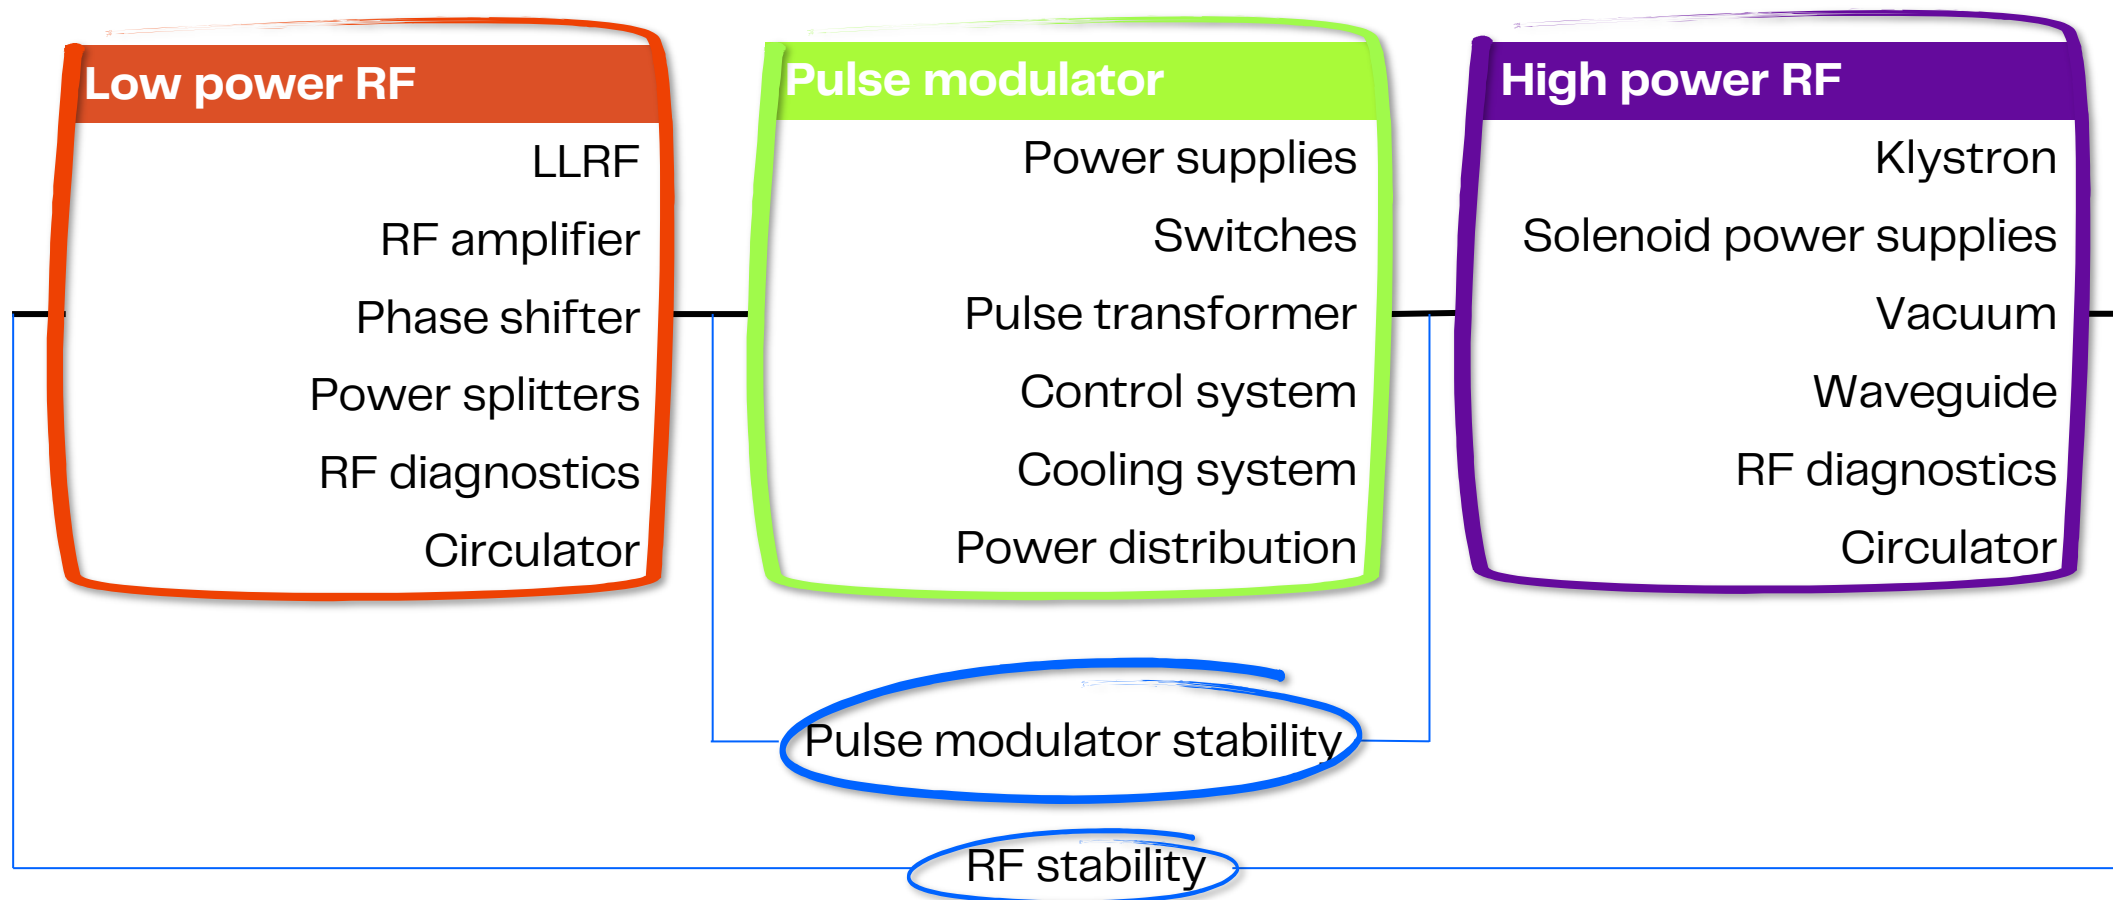 Low power RF
LLRF
RF amplifier
Phase shifter
Power splitters
RF diagnostics
Circulator
Pulse modulator
Power supplies
Switches
Pulse transformer
Control system
Cooling system
Power distribution
High power RF
Klystron
Solenoid power supplies
Vacuum
Waveguide
RF diagnostics
Circulator
Pulse modulator stability
RF stability